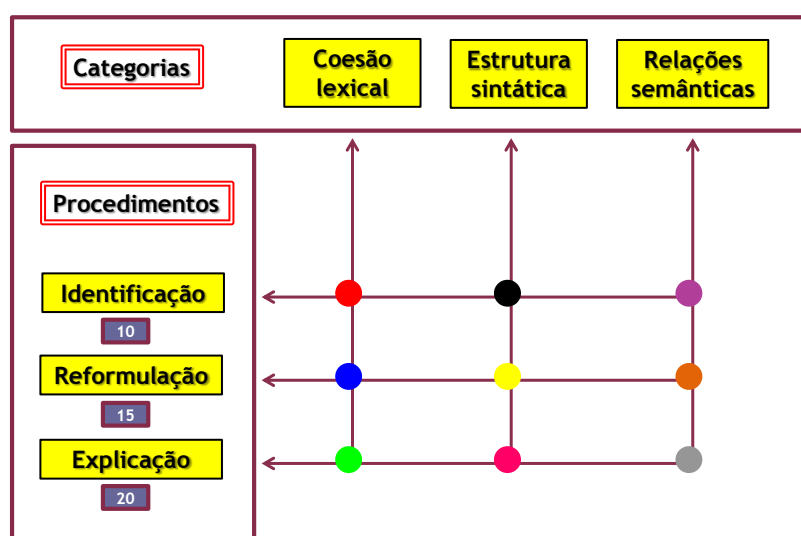 Categorias
Coesão
lexical
Estrutura
sintática
Relações
semânticas
Procedimentos
Identificação
10
Reformulação
15
Explicação
20